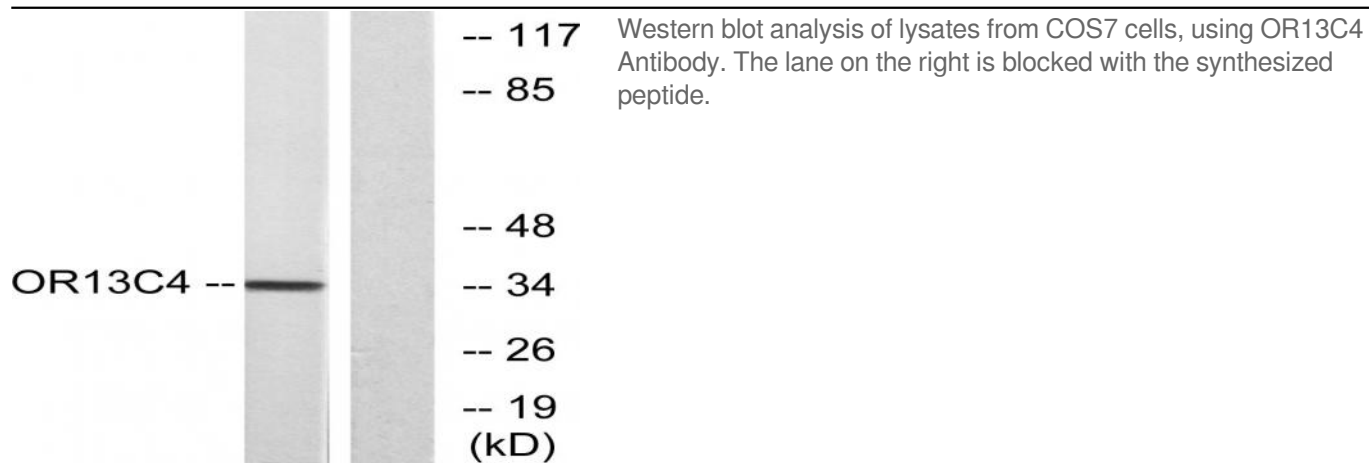 -- 117
-- 85
-- 48
OR13C4 -- -- 34
-- 26
-- 19
(kD)
Western blot analysis of lysates from COS7 cells, using OR13C4
Antibody. The lane on the right is blocked with the synthesized
peptide.